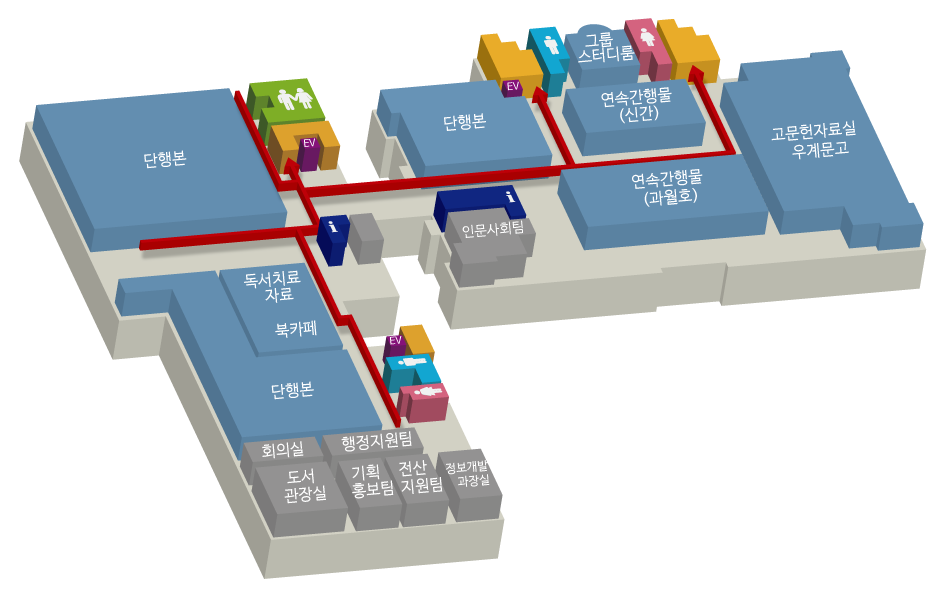 그룹
스터디룸
EV
연속간행물
(신간)
단행본
고문헌자료실
우계문고
EV
단행본
연속간행물
(과월호)
i
i
인문사회팀
독서치료
자료
북카페
EV
단행본
회의실
행정지원팀
도서
관장실
기획
홍보팀
전산
지원팀
정보개발
과장실